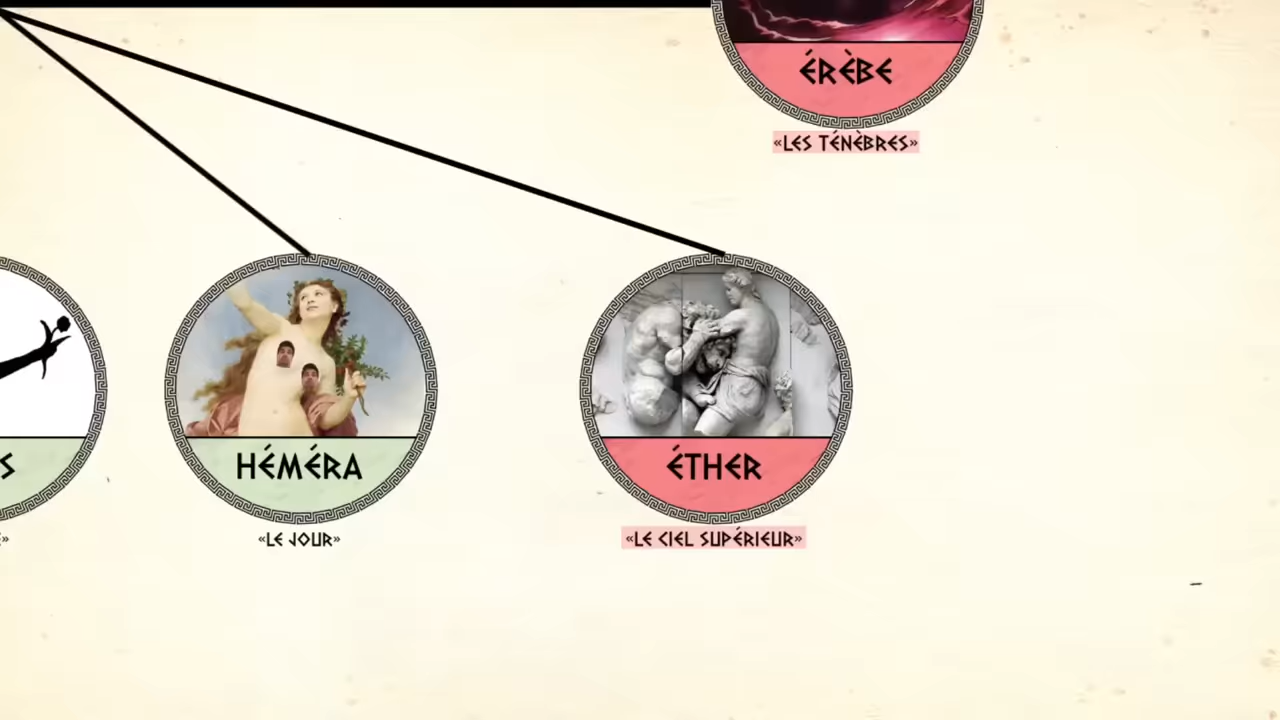 ÉRÈBE
«LES TÉNÈBRES»
HÉMÉRA
«LE JOUR»
ÉTHER
«LE CIEL SUPÉRIEUR»